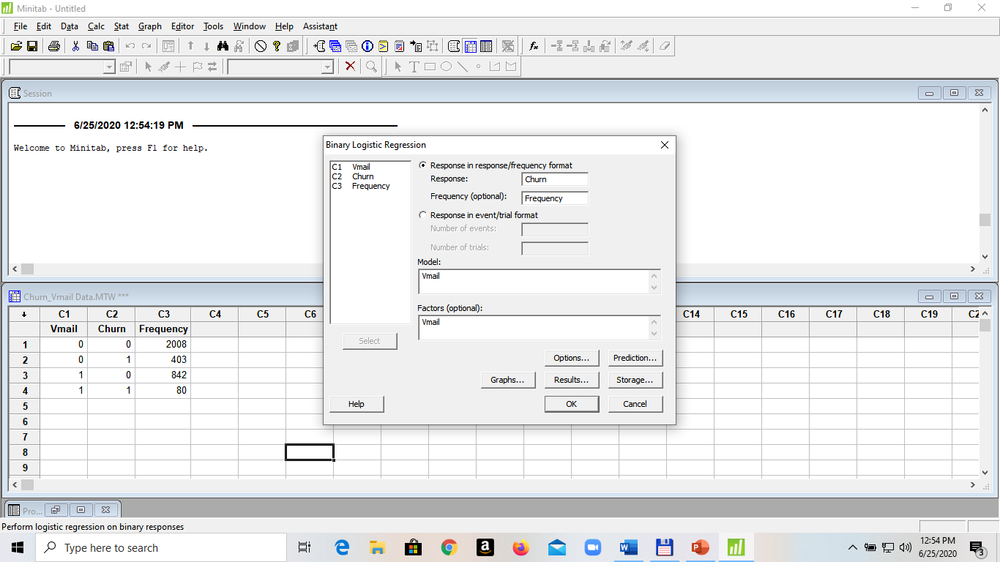 Minitab - Untitled
File Edit Data Calc Stat Graph Editor Tools Window Help Assistant
Session
6/25/2020 12:54:19 PM
Welcome to Minitab, press F1 for help.
Binary Logistic Regression
C1 Vmail
C2 Churn
C3 Frequency
Select
Help
Response in response/frequency format
Response: Churn
Frequency (optional): Frequency
Response in event/trial format
Number of events:
Number of trials:
Model:
Vmail
Factors (optional):
Vmail
Options... Prediction...
Graphs... Results... Storage...
OK Cancel
Churn_Vmail Data.MTW ***
C1 C2 C3 C4 C5 C6 C14 C15 C16 C17 C18 C19 C2
Vmail Churn Frequency
1 0 0 2008
2 0 1 403
3 1 0 842
4 1 1 80
5
6
7
8
9
Pro...
Perform logistic regression on binary responses
Type here to search
12:54 PM
6/25/2020
3